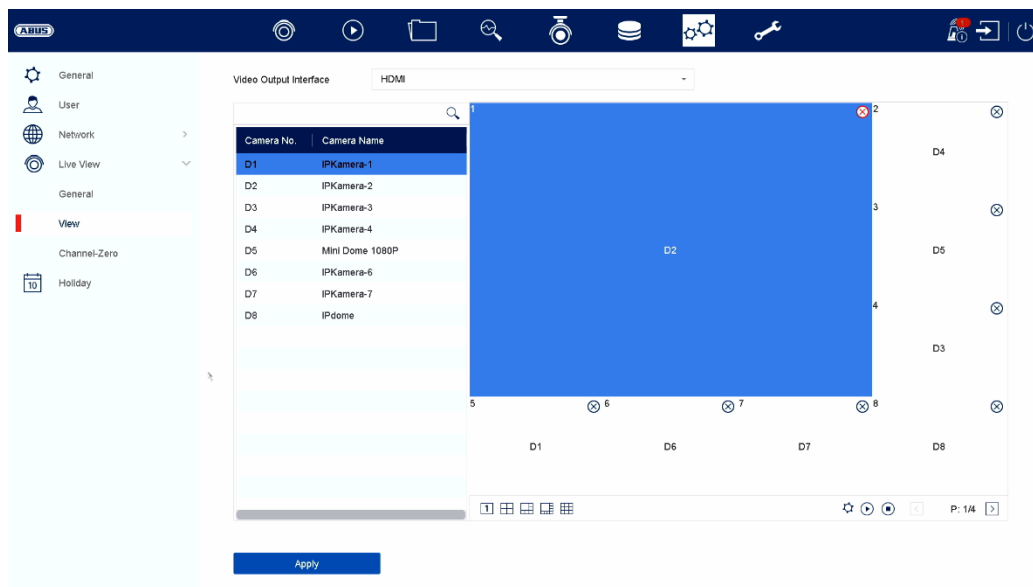 ABUS
General
User
Network
Live View
General
View
Channel-Zero
10 Holiday
Video Output Interface HDMI
Camera No. Camera Name
D1 IPKamera-1
D2 IPKamera-2
D3 IPKamera-3
D4 IPKamera-4
D5 Mini Dome 1080P
D6 IPKamera-6
D7 IPKamera-7
D8 IPdome
1 2
D4
3
D2 D5
4
D3
5 6 7 8
D1 D6 D7 D8
1 P: 1/4
Apply